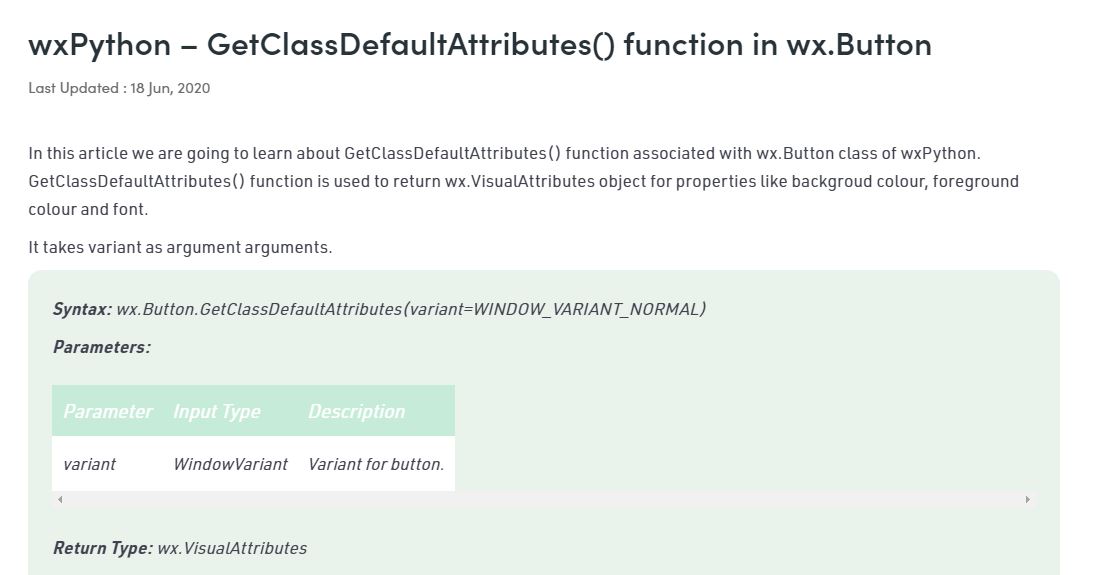 wxPython – GetClassDefaultAttributes() function in wx.Button
Last Updated : 18 Jun, 2020
In this article we are going to learn about GetClassDefaultAttributes() function associated with wx.Button class of wxPython.
GetClassDefaultAttributes() function is used to return wx.VisualAttributes object for properties like backgroud colour, foreground
colour and font.
It takes variant as argument arguments.
Syntax: wx.Button.GetClassDefaultAttributes(variant=WINDOW_VARIANT_NORMAL)
Parameters:
Parameter Input Type Description
variant WindowVariant Variant for button.
Return Type: wx.VisualAttributes